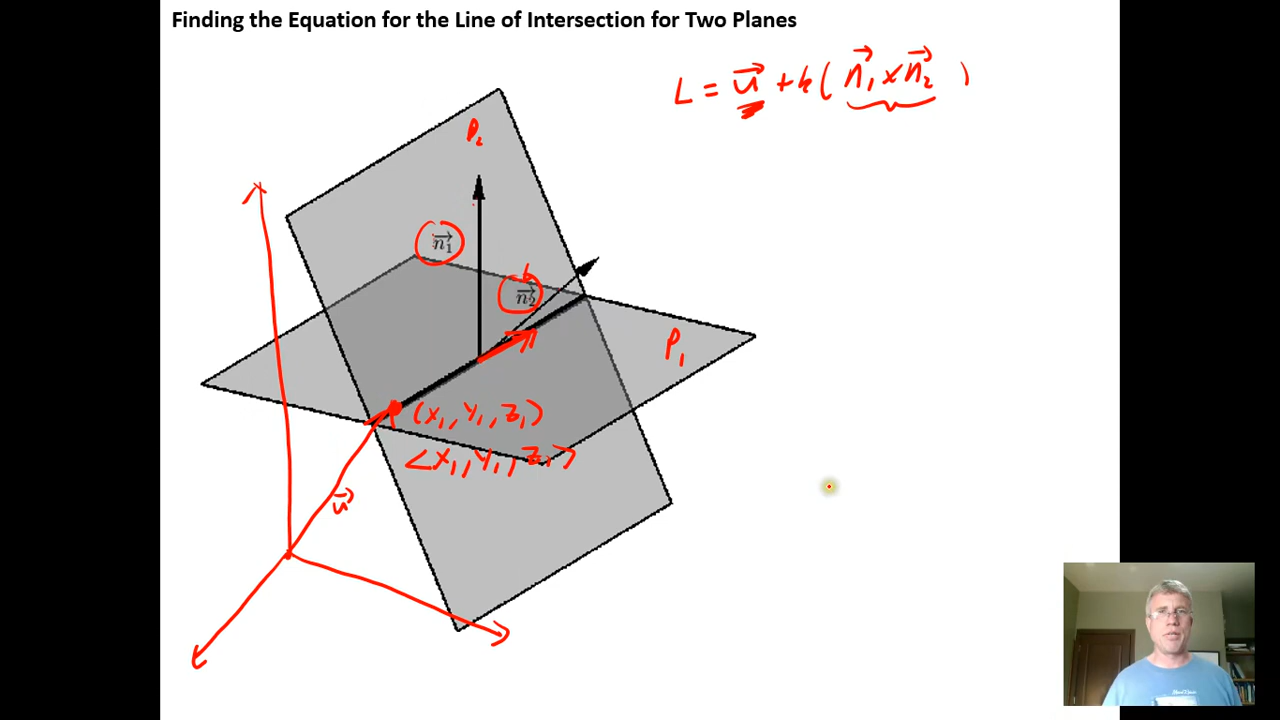 Finding the Equation for the Line of Intersection for Two Planes
L = u⃗ + k( n⃗₁ × n⃗₂ )
P₂
n⃗₁
n⃗₂
P₁
(x₁, y₁, z₁)
<x₁, y₁, z₁>
u⃗